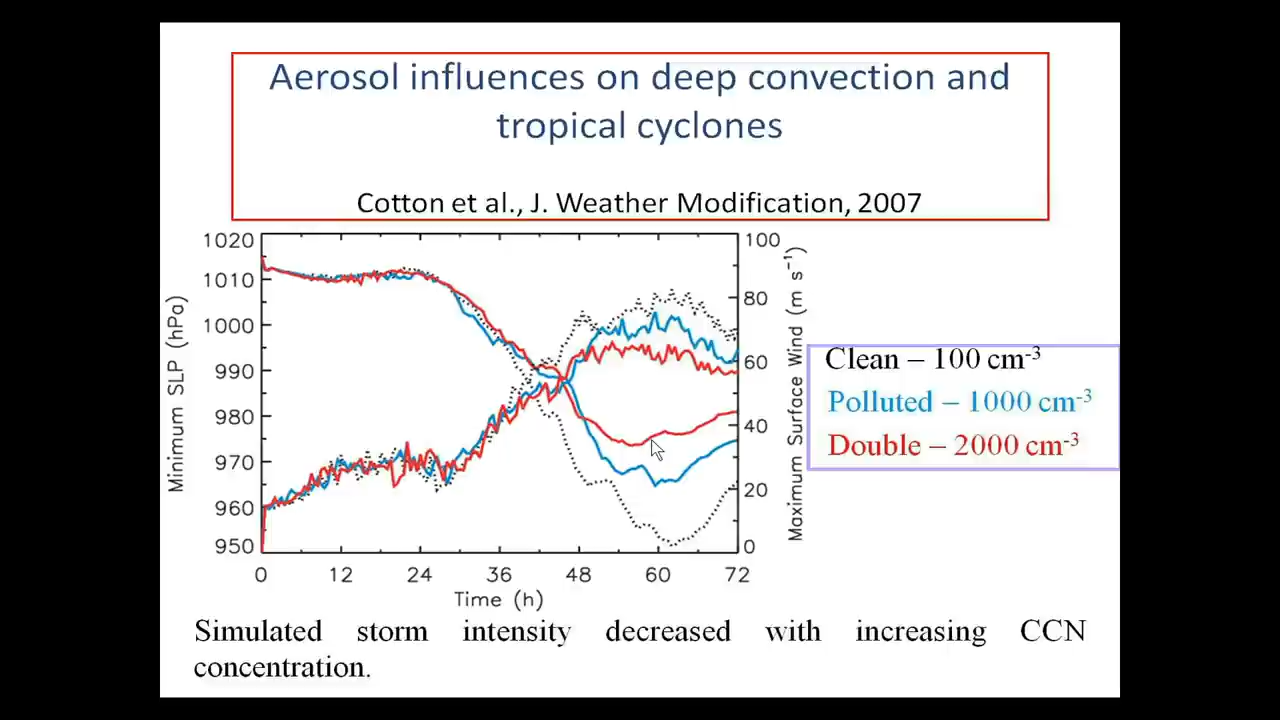 Aerosol influences on deep convection and
tropical cyclones
Cotton et al., J. Weather Modification, 2007
1020
1010
1000
990
980
970
960
950
Minimum SLP (hPa)
100
80
60
40
20
0
Maximum Surface Wind (m s⁻¹)
0 12 24 36 48 60 72
Time (h)
Clean – 100 cm⁻³
Polluted – 1000 cm⁻³
Double – 2000 cm⁻³
Simulated storm intensity decreased with increasing CCN
concentration.